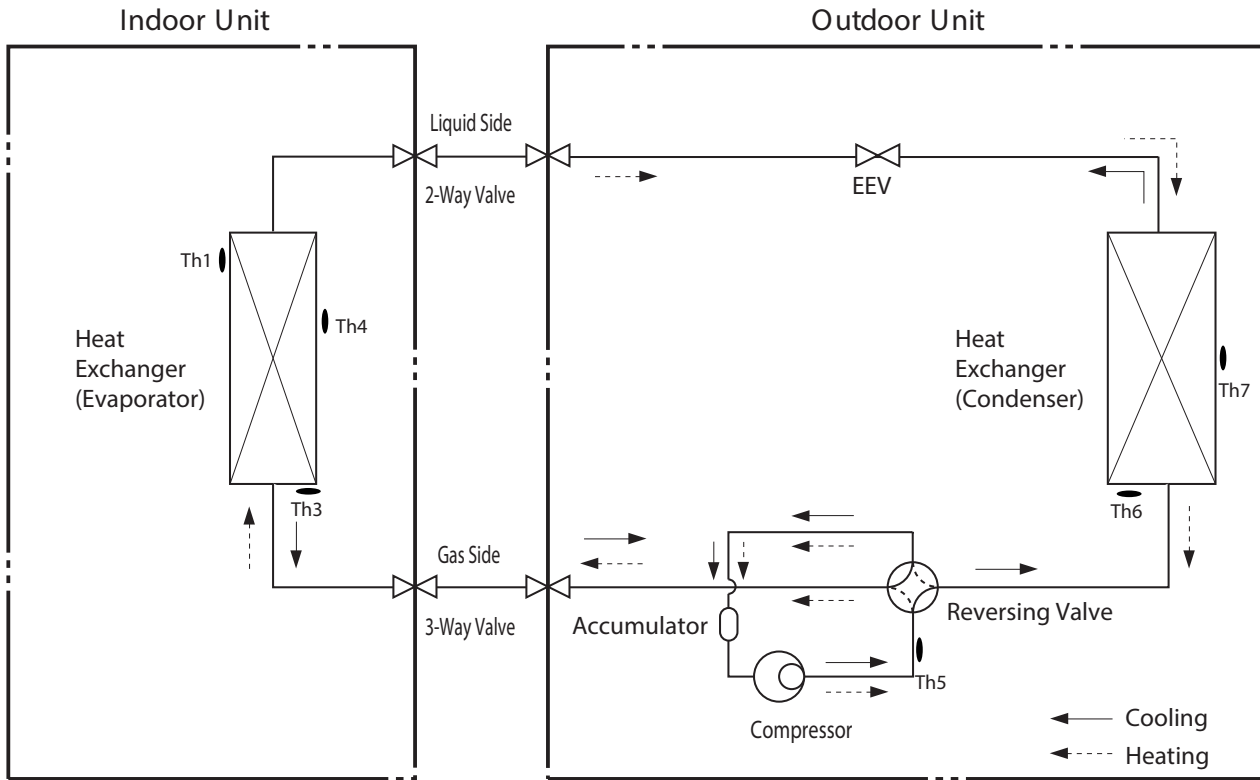 Indoor Unit
Outdoor Unit
Liquid Side
2-Way Valve
EEV
Th1
Th4
Heat
Exchanger
(Evaporator)
Th3
Heat
Exchanger
(Condenser)
Th7
Th6
Gas Side
3-Way Valve
Accumulator
Reversing Valve
Th5
Compressor
Cooling
Heating